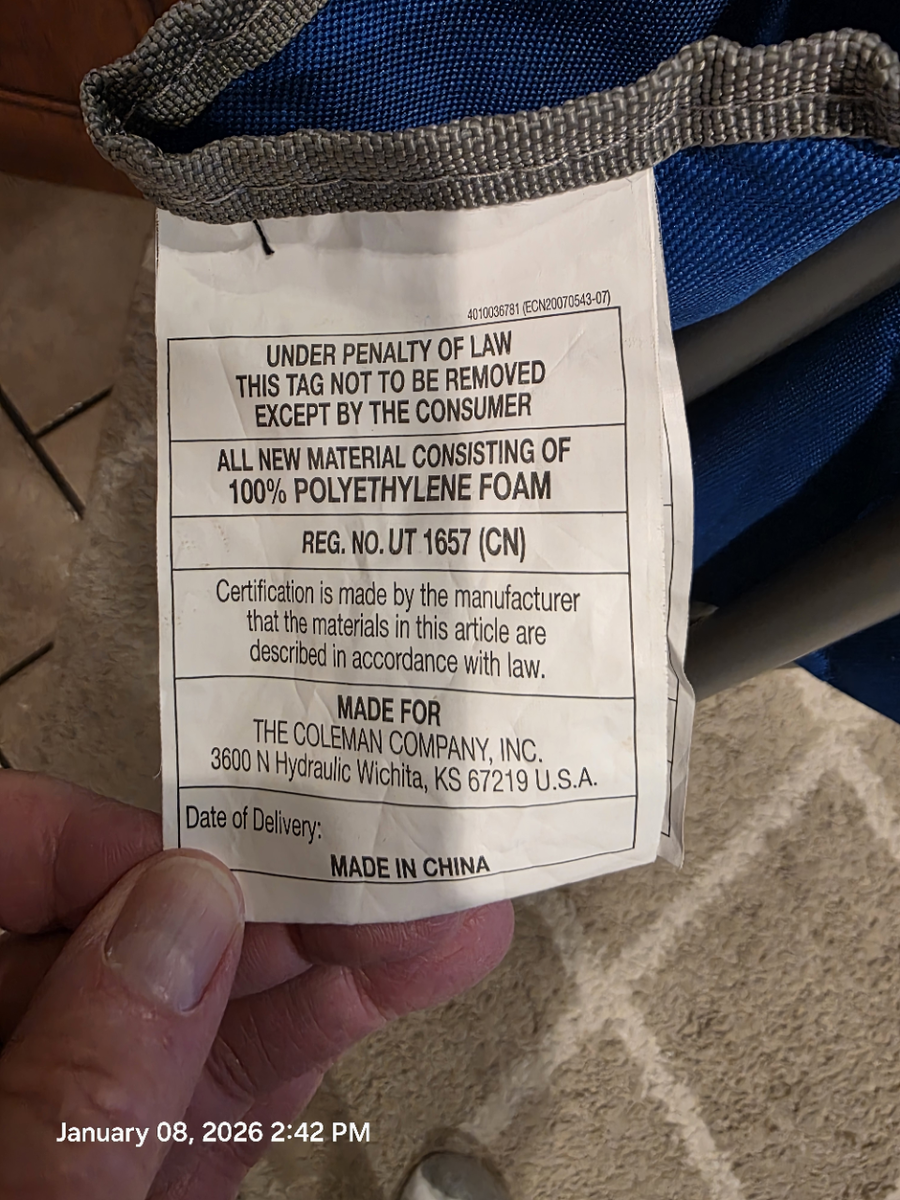 4010036781 (ECN20070543-07)
UNDER PENALTY OF LAW
THIS TAG NOT TO BE REMOVED
EXCEPT BY THE CONSUMER
ALL NEW MATERIAL CONSISTING OF
100% POLYETHYLENE FOAM
REG. NO. UT 1657 (CN)
Certification is made by the manufacturer
that the materials in this article are
described in accordance with law.
MADE FOR
THE COLEMAN COMPANY, INC.
3600 N Hydraulic Wichita, KS 67219 U.S.A.
Date of Delivery:
MADE IN CHINA
January 08, 2026 2:42 PM